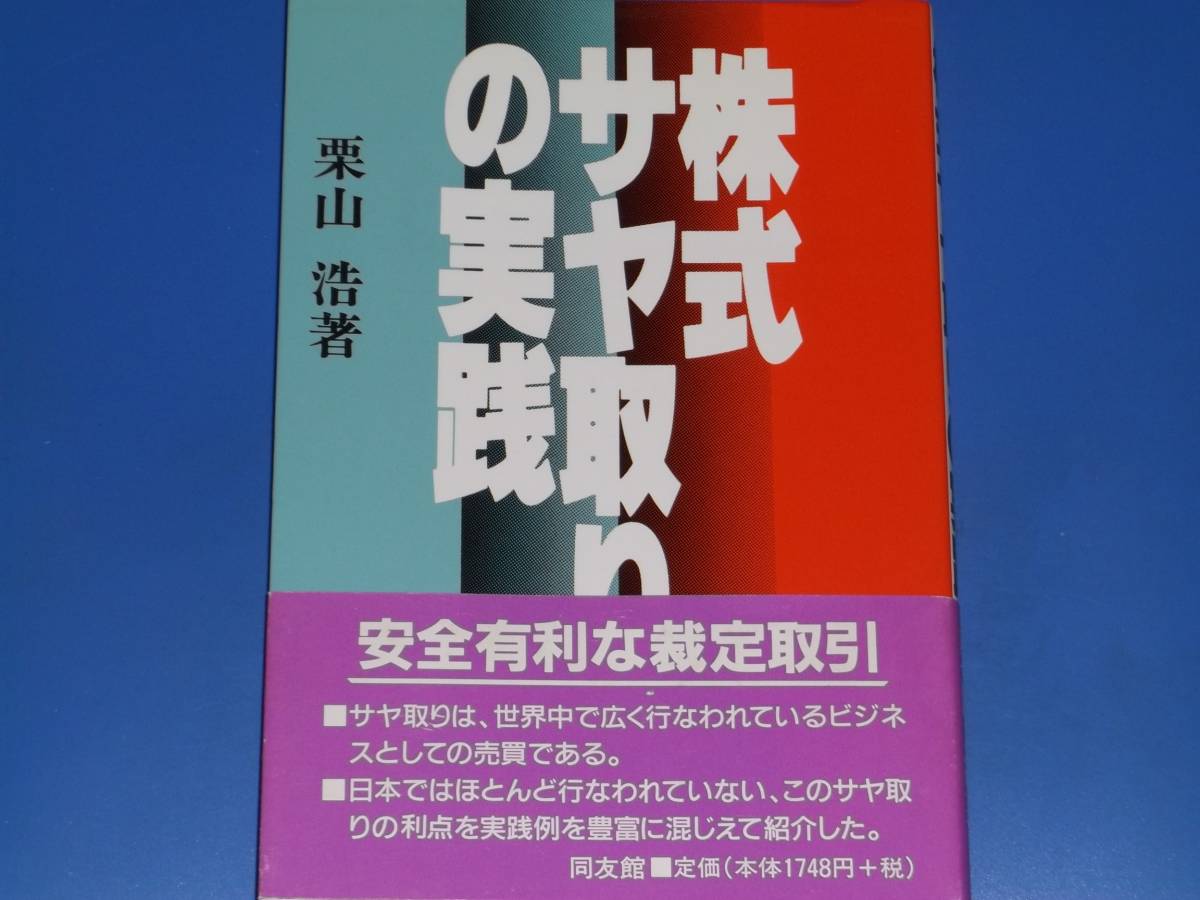 株式
サヤ取り
の実践
栗山 浩著
安全有利な裁定取引
■サヤ取りは、世界中で広く行なわれているビジネ
スとしての売買である。
■日本ではほとんど行なわれていない、このサヤ取
りの利点を実践例を豊富に混じえて紹介した。
同友館■定価(本体1748円+税)